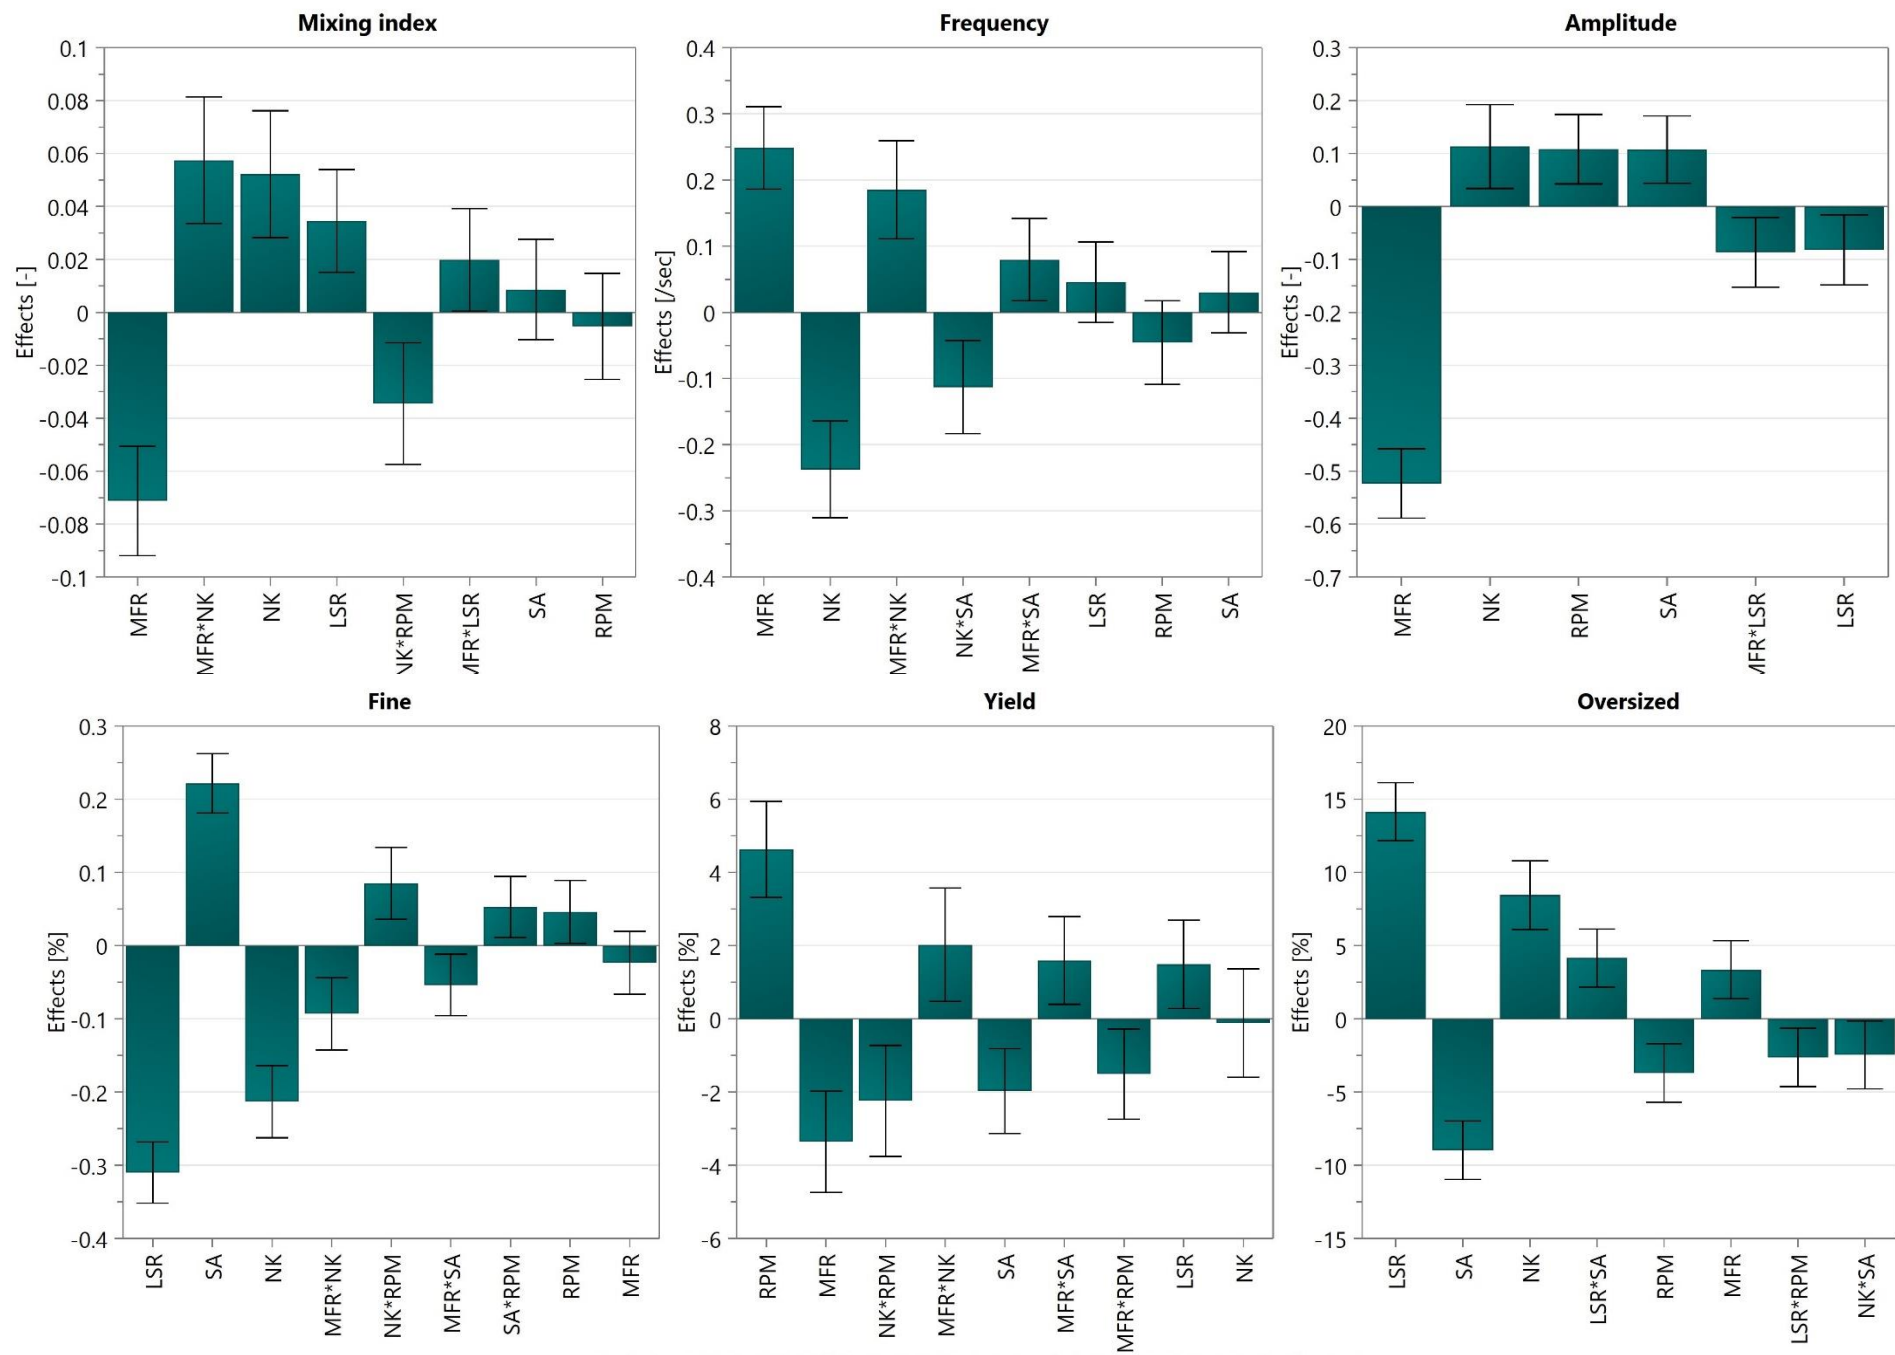 Mixing index
Effects [-]
0.1
0.08
0.06
0.04
0.02
0
-0.02
-0.04
-0.06
-0.08
-0.1
MFR
MFR*NK
NK
LSR
NK*RPM
MFR*LSR
SA
RPM
Frequency
Effects [/sec]
0.4
0.3
0.2
0.1
0
-0.1
-0.2
-0.3
-0.4
MFR
NK
MFR*NK
NK*SA
MFR*SA
LSR
RPM
SA
Amplitude
Effects [-]
0.3
0.2
0.1
0
-0.1
-0.2
-0.3
-0.4
-0.5
-0.6
-0.7
MFR
NK
RPM
SA
MFR*LSR
LSR
Fine
Effects [%]
0.3
0.2
0.1
0
-0.1
-0.2
-0.3
-0.4
LSR
SA
NK
MFR*NK
NK*RPM
MFR*SA
SA*RPM
RPM
MFR
Yield
Effects [%]
8
6
4
2
0
-2
-4
-6
RPM
MFR
NK*RPM
MFR*NK
SA
MFR*SA
MFR*RPM
LSR
NK
Oversized
Effects [%]
20
15
10
5
0
-5
-10
-15
LSR
SA
NK
LSR*SA
RPM
MFR
LSR*RPM
NK*SA